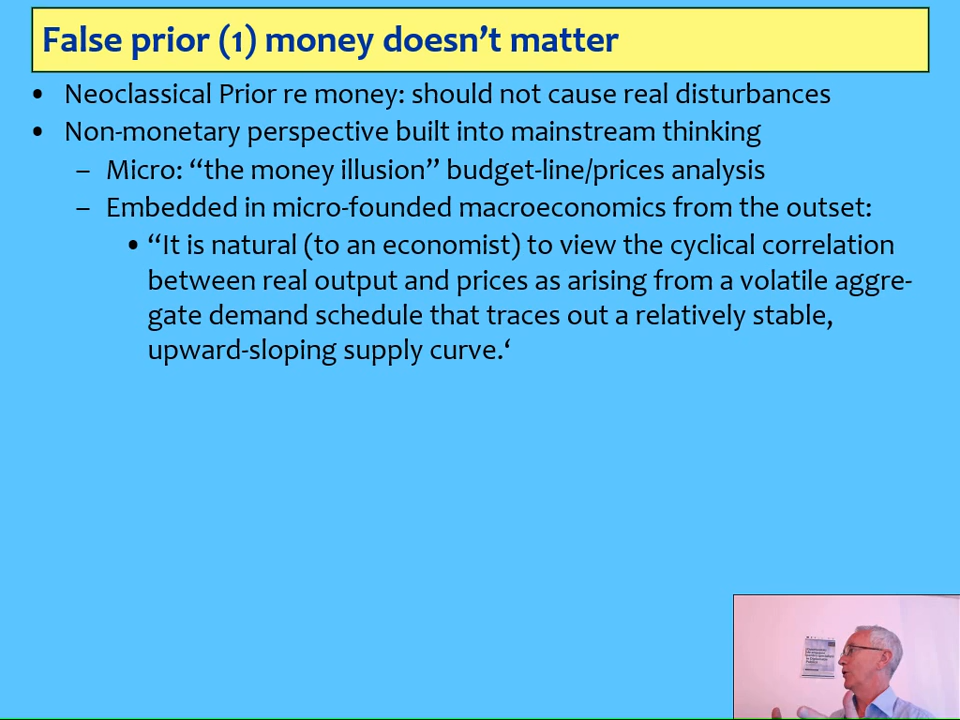 False prior (1) money doesn't matter
• Neoclassical Prior re money: should not cause real disturbances
• Non-monetary perspective built into mainstream thinking
– Micro: “the money illusion” budget-line/prices analysis
– Embedded in micro-founded macroeconomics from the outset:
• “It is natural (to an economist) to view the cyclical correlation
between real output and prices as arising from a volatile aggre-
gate demand schedule that traces out a relatively stable,
upward-sloping supply curve.‘